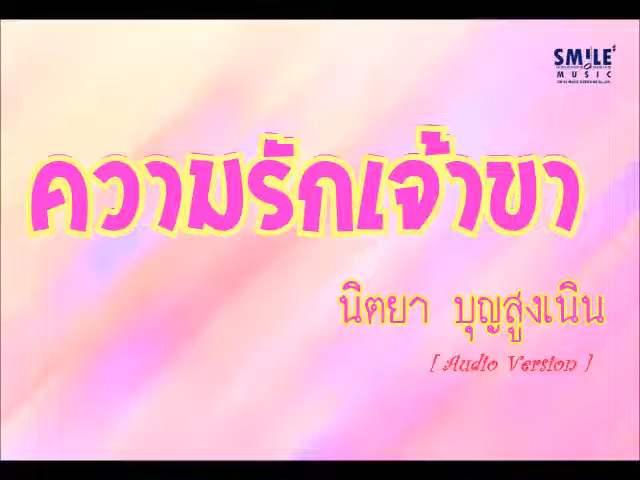 SMILE
MUSIC
ความรักเจ้าขา
นิตยา บุญสูงเนิน
[ Audio Version ]